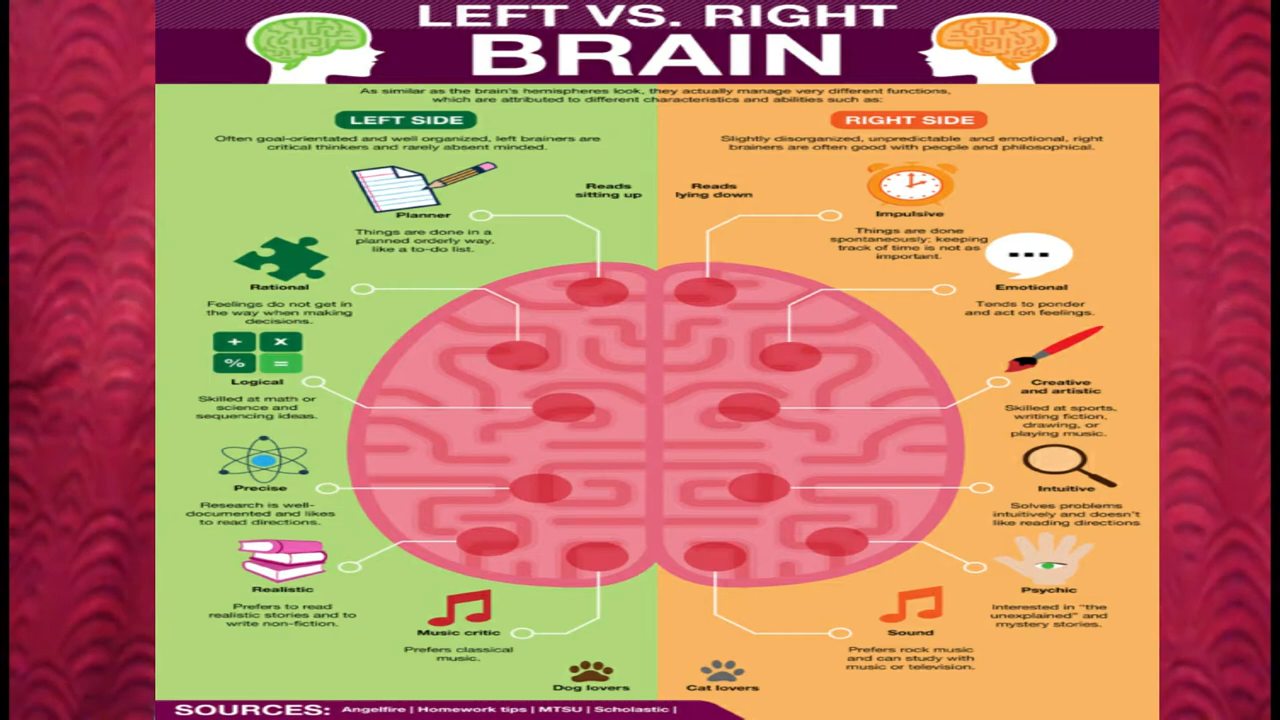 LEFT VS. RIGHT
BRAIN
As similar as the brain's hemispheres look, they actually manage very different functions,
which are attributed to different characteristics and abilities such as:
LEFT SIDE
Often goal-orientated and well organized, left brainers are
critical thinkers and rarely absent minded.
Reads
sitting up
Planner
Things are done in a
planned orderly way,
like a to-do list.
Rational
Feelings do not get in
the way when making
decisions.
+ x
% =
Logical
Skilled at math or
science and
sequencing ideas.
Precise
Research is well-
documented and likes
to read directions.
Realistic
Prefers to read
realistic stories and to
write non-fiction.
Music critic
Prefers classical
music.
Dog lovers
RIGHT SIDE
Slightly disorganized, unpredictable and emotional, right
brainers are often good with people and philosophical.
Reads
lying down
Impulsive
Things are done
spontaneously; keeping
track of time is not as
important.
Emotional
Tends to ponder
and act on feelings.
Creative
and artistic
Skilled at sports,
writing fiction,
drawing, or
playing music.
Intuitive
Solves problems
intuitively and doesn't
like reading directions
Psychic
Interested in "the
unexplained" and
mystery stories.
Sound
Prefers rock music
and can study with
music or television.
Cat lovers
SOURCES: Angelfire | Homework tips | MTSU | Scholastic |